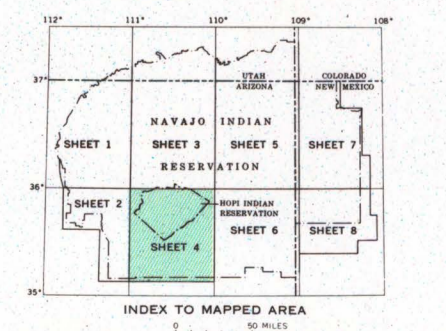 112° 111° 110° 109° 108°
37°
UTAH COLORADO
ARIZONA NEW MEXICO
NAVAJO INDIAN
SHEET 1 SHEET 3 SHEET 5 SHEET 7
RESERVATION
36°
SHEET 2 HOPI INDIAN
RESERVATION
SHEET 4 SHEET 6 SHEET 8
35°
INDEX TO MAPPED AREA
0 50 MILES